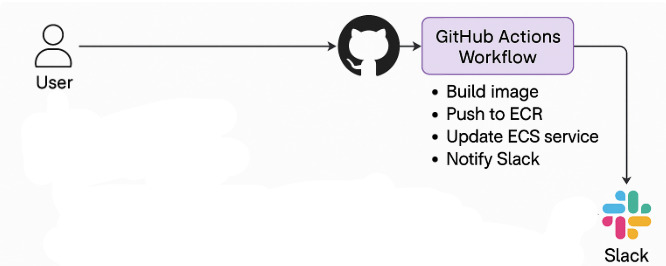 User
GitHub Actions
Workflow
• Build image
• Push to ECR
• Update ECS service
• Notify Slack
Slack